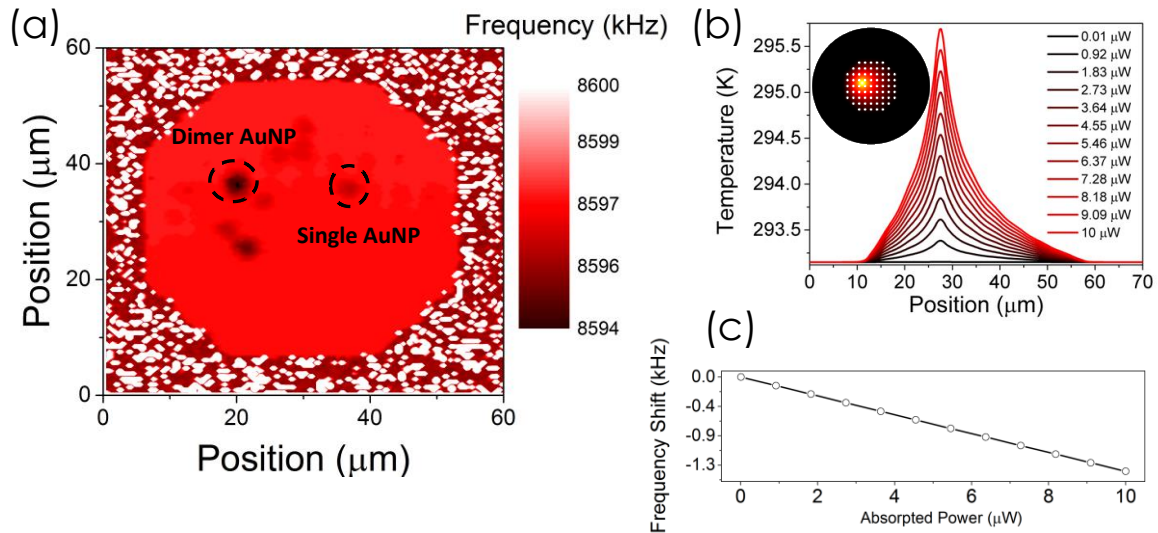 (a)
Frequency (kHz)
60
40
20
0
Position (μm)
Dimer AuNP
Single AuNP
0
20
40
60
Position (μm)
8600
8599
8598
8597
8596
8594
(b)
295.5
295.0
294.5
294.0
293.5
Temperature (K)
0.01 μW
0.92 μW
1.83 μW
2.73 μW
3.64 μW
4.55 μW
5.46 μW
6.37 μW
7.28 μW
8.18 μW
9.09 μW
10 μW
0 10 20 30 40 50 60 70
Position (μm)
(c)
0.0
-0.4
-0.9
-1.3
Frequency Shift (kHz)
0 2 4 6 8 10
Absorpted Power (μW)